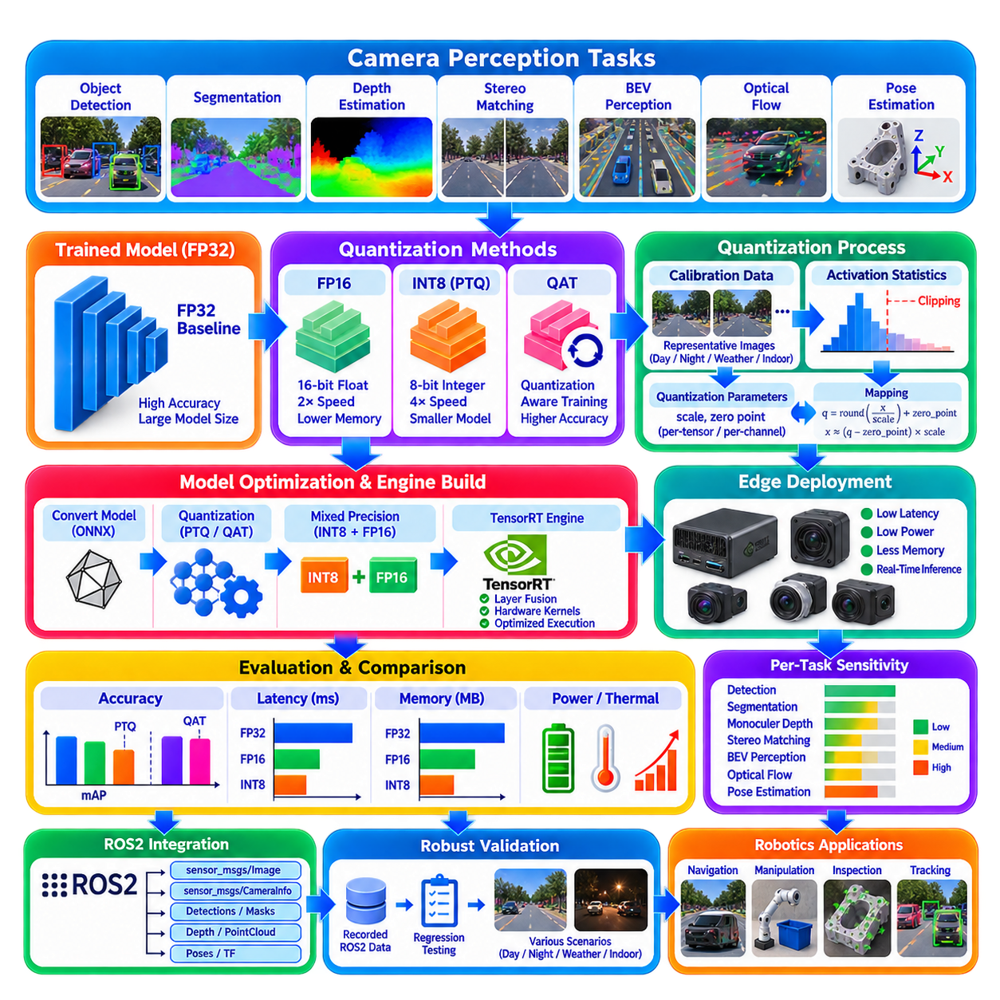 Camera Perception Tasks
Object
Detection
Segmentation
Depth
Estimation
Stereo
Matching
BEV
Perception
Optical
Flow
Pose
Estimation
Z
Y
X
Trained Model (FP32)
FP32
Baseline
High Accuracy
Large Model Size
Quantization Methods
FP16
16-bit Float
2× Speed
Lower Memory
INT8 (PTQ)
8-bit Integer
4× Speed
Smaller Model
QAT
Quantization
Aware Training
Higher Accuracy
Quantization Process
Calibration Data
...
Representative Images
(Day / Night / Weather / Indoor)
Activation Statistics
Clipping
Quantization Parameters
scale, zero point
(per-tensor / per-channel)
Mapping
q = round(x/scale) + zero_point
x ≈ (q − zero_point) × scale
Model Optimization & Engine Build
Convert Model
(ONNX)
Quantization
(PTQ / QAT)
Mixed Precision
(INT8 + FP16)
INT8 + FP16
TensorRT Engine
TensorRT
Layer Fusion
Hardware Kernels
Optimized Execution
Edge Deployment
Low Latency
Low Power
Less Memory
Real-Time Inference
Evaluation & Comparison
Accuracy
PTQ
QAT
mAP
Latency (ms)
FP32
FP16
INT8
Memory (MB)
FP32
FP16
INT8
Power / Thermal
Per-Task Sensitivity
Detection
Segmentation
Monoculer Depth
Stereo Matching
BEV Perception
Optical Flow
Pose Estimation
Low
Medium
High
ROS2 Integration
ROS2
sensor_msgs/Image
sensor_msgs/CameraInfo
Detections / Masks
Depth / PointCloud
Poses / TF
Robust Validation
Recorded
ROS2 Data
Regression
Testing
Various Scenarios
(Day / Night / Weather / Indoor)
Robotics Applications
Navigation
Manipulation
Inspection
Tracking